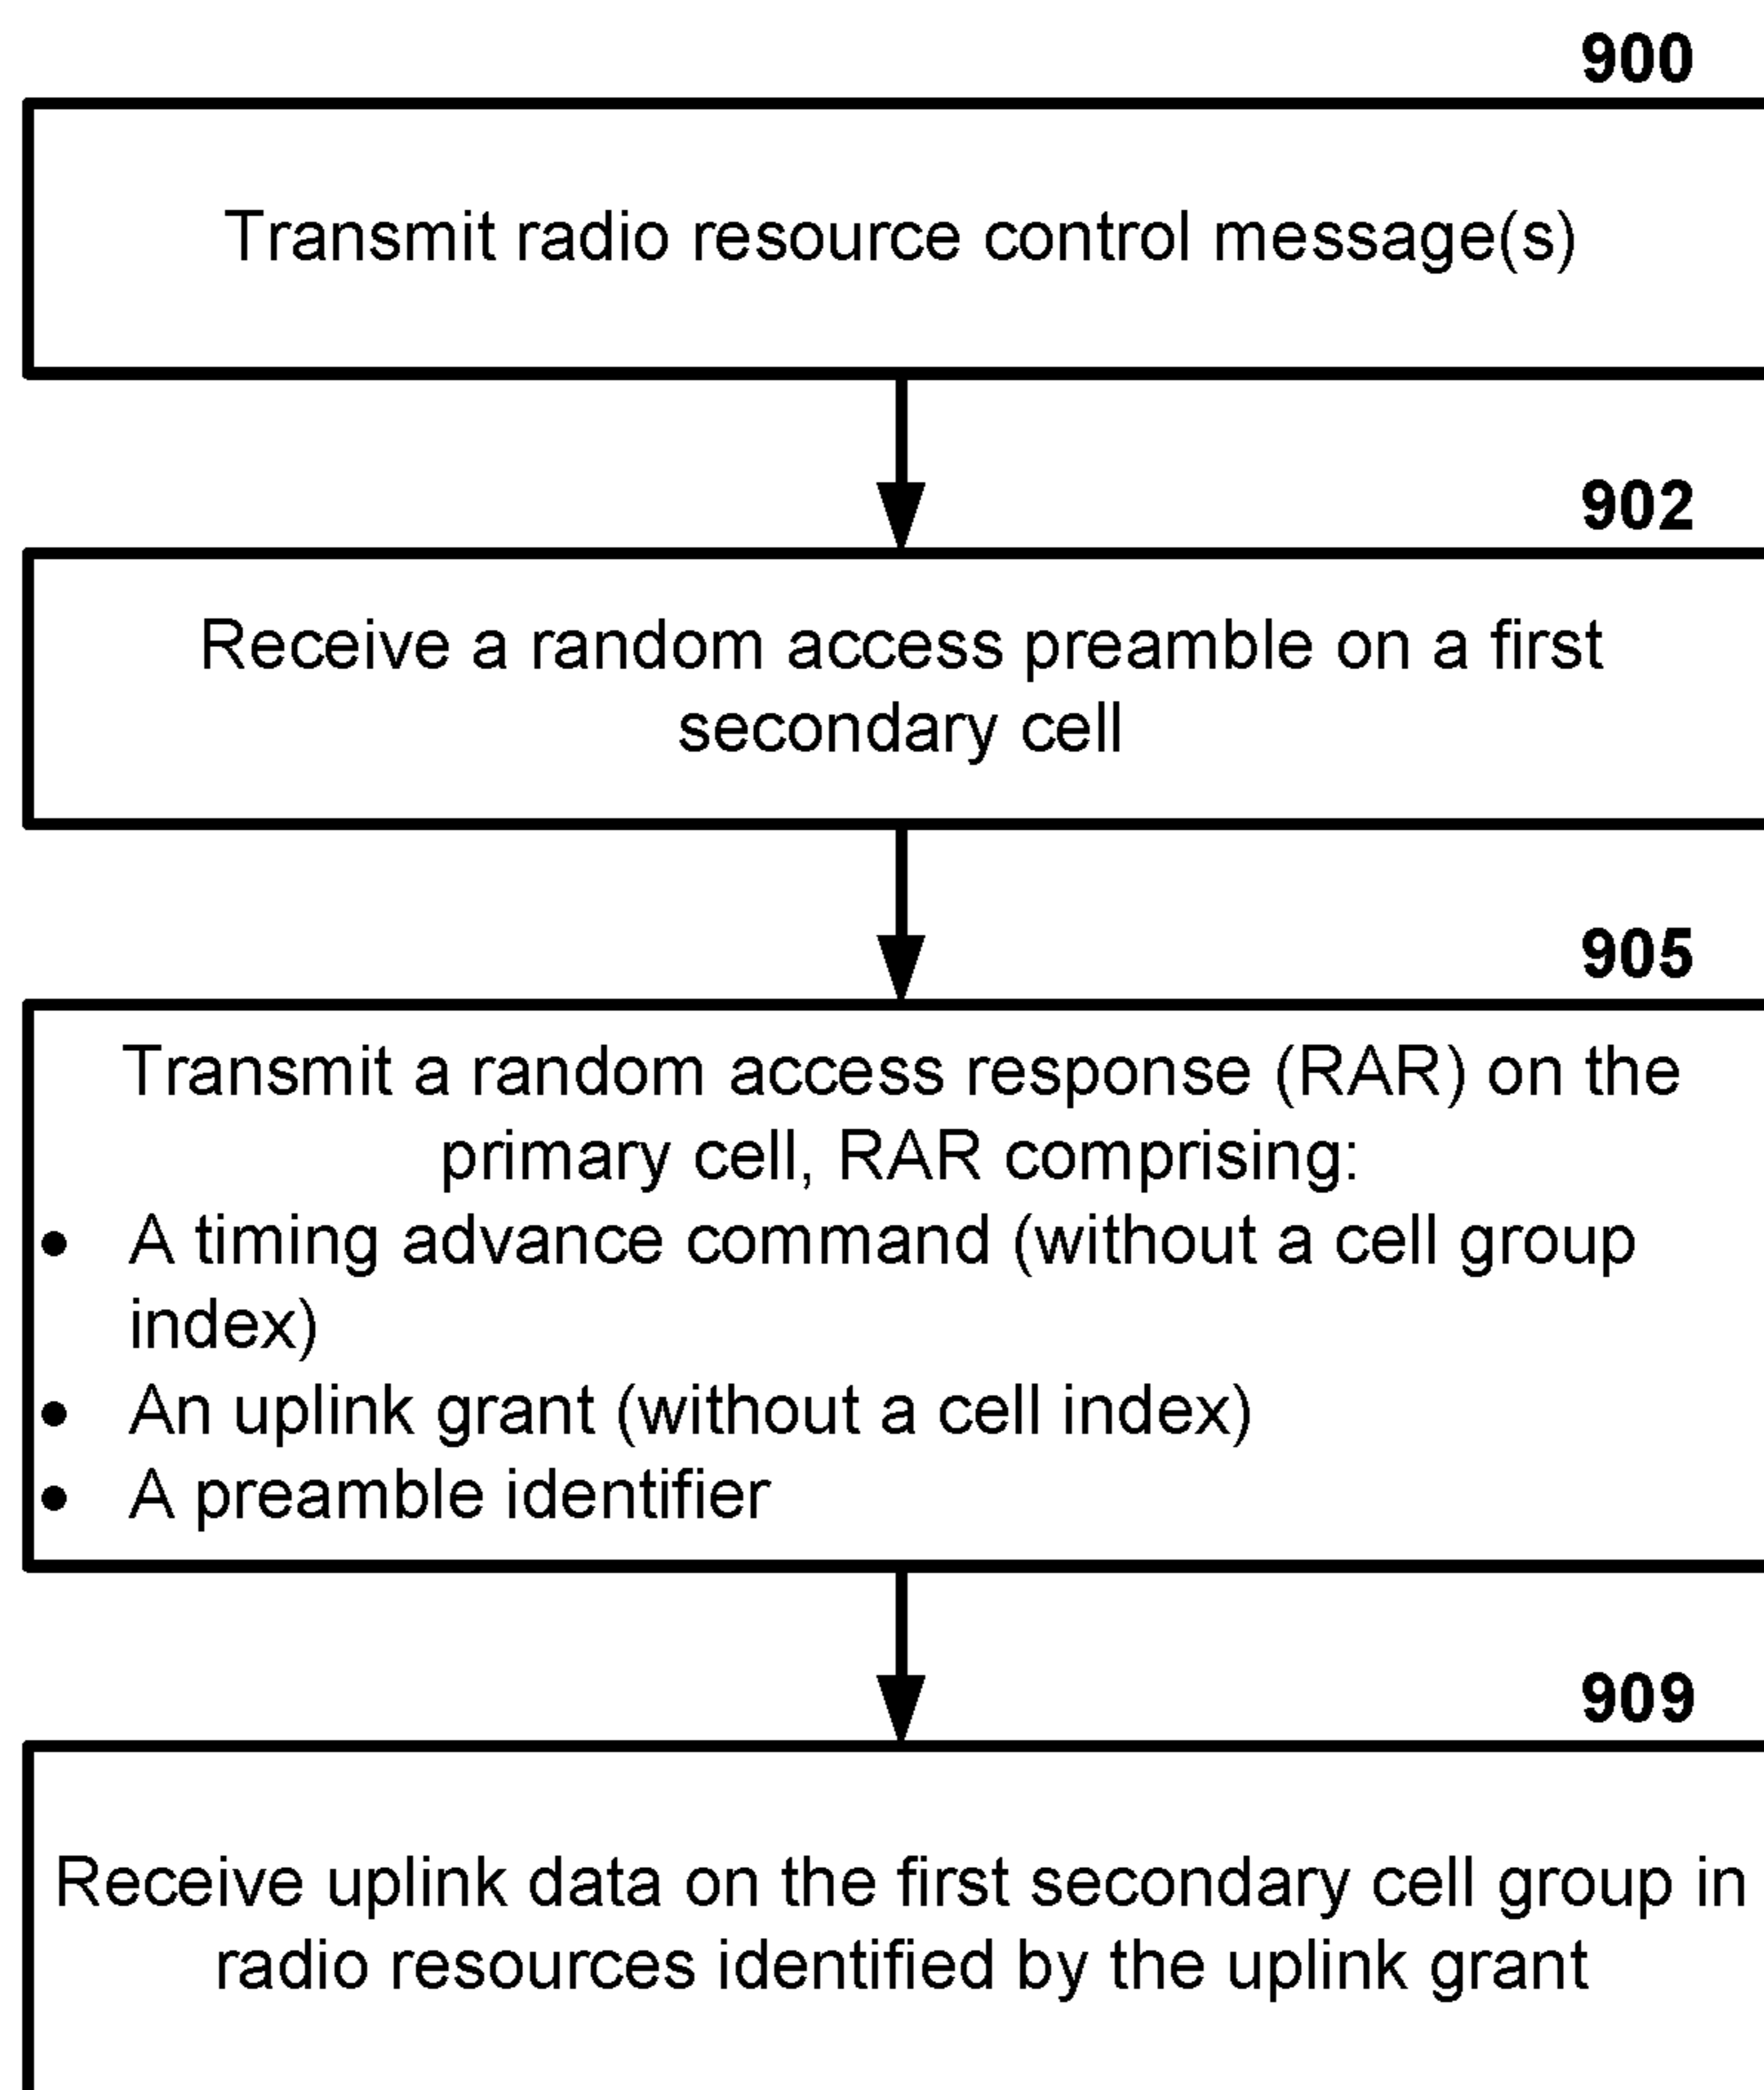 900
Transmit radio resource control message(s)
902
Receive a random access preamble on a first
secondary cell
905
Transmit a random access response (RAR) on the
primary cell, RAR comprising:
• A timing advance command (without a cell group
index)
• An uplink grant (without a cell index)
• A preamble identifier
909
Receive uplink data on the first secondary cell group in
radio resources identified by the uplink grant